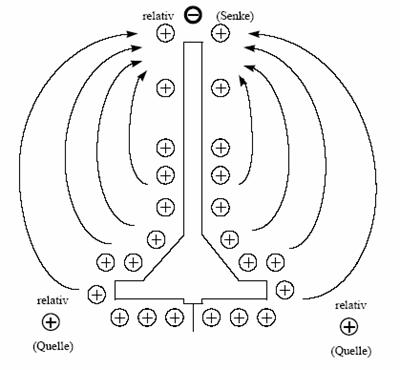 relativ ⊖ (Senke)
relativ
(Quelle)
relativ
(Quelle)